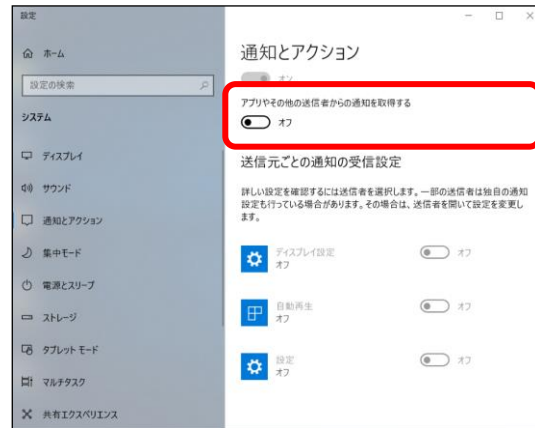 設定
ホーム
設定の検索
システム
ディスプレイ
サウンド
通知とアクション
集中モード
電源とスリープ
ストレージ
タブレット モード
マルチタスク
共有エクスペリエンス
通知とアクション
オン
アプリやその他の送信者からの通知を取得する
オフ
送信元ごとの通知の受信設定
詳しい設定を確認するには送信者を選択します。一部の送信者は独自の通知
設定も行っている場合があります。その場合は、送信者を開いて設定を変更し
ます。
ディスプレイ設定
オフ
オフ
自動再生
オフ
オフ
設定
オフ
オフ